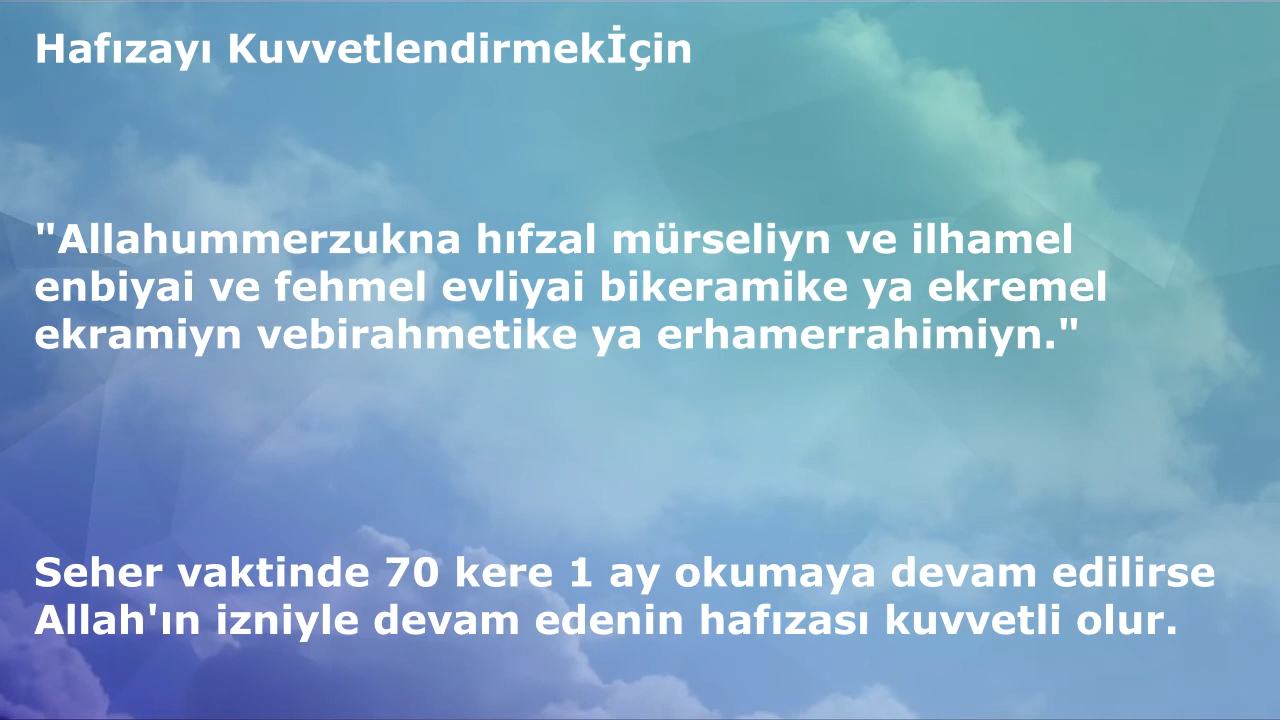 Hafızayı Kuvvetlendirmekİçin
"Allahummerzukna hıfzal mürseliyn ve ilhamel
enbiyai ve fehmel evliyai bikeramike ya ekremel
ekramiyn vebirahmetike ya erhamerrahimiyn."
Seher vaktinde 70 kere 1 ay okumaya devam edilirse
Allah'ın izniyle devam edenin hafızası kuvvetli olur.